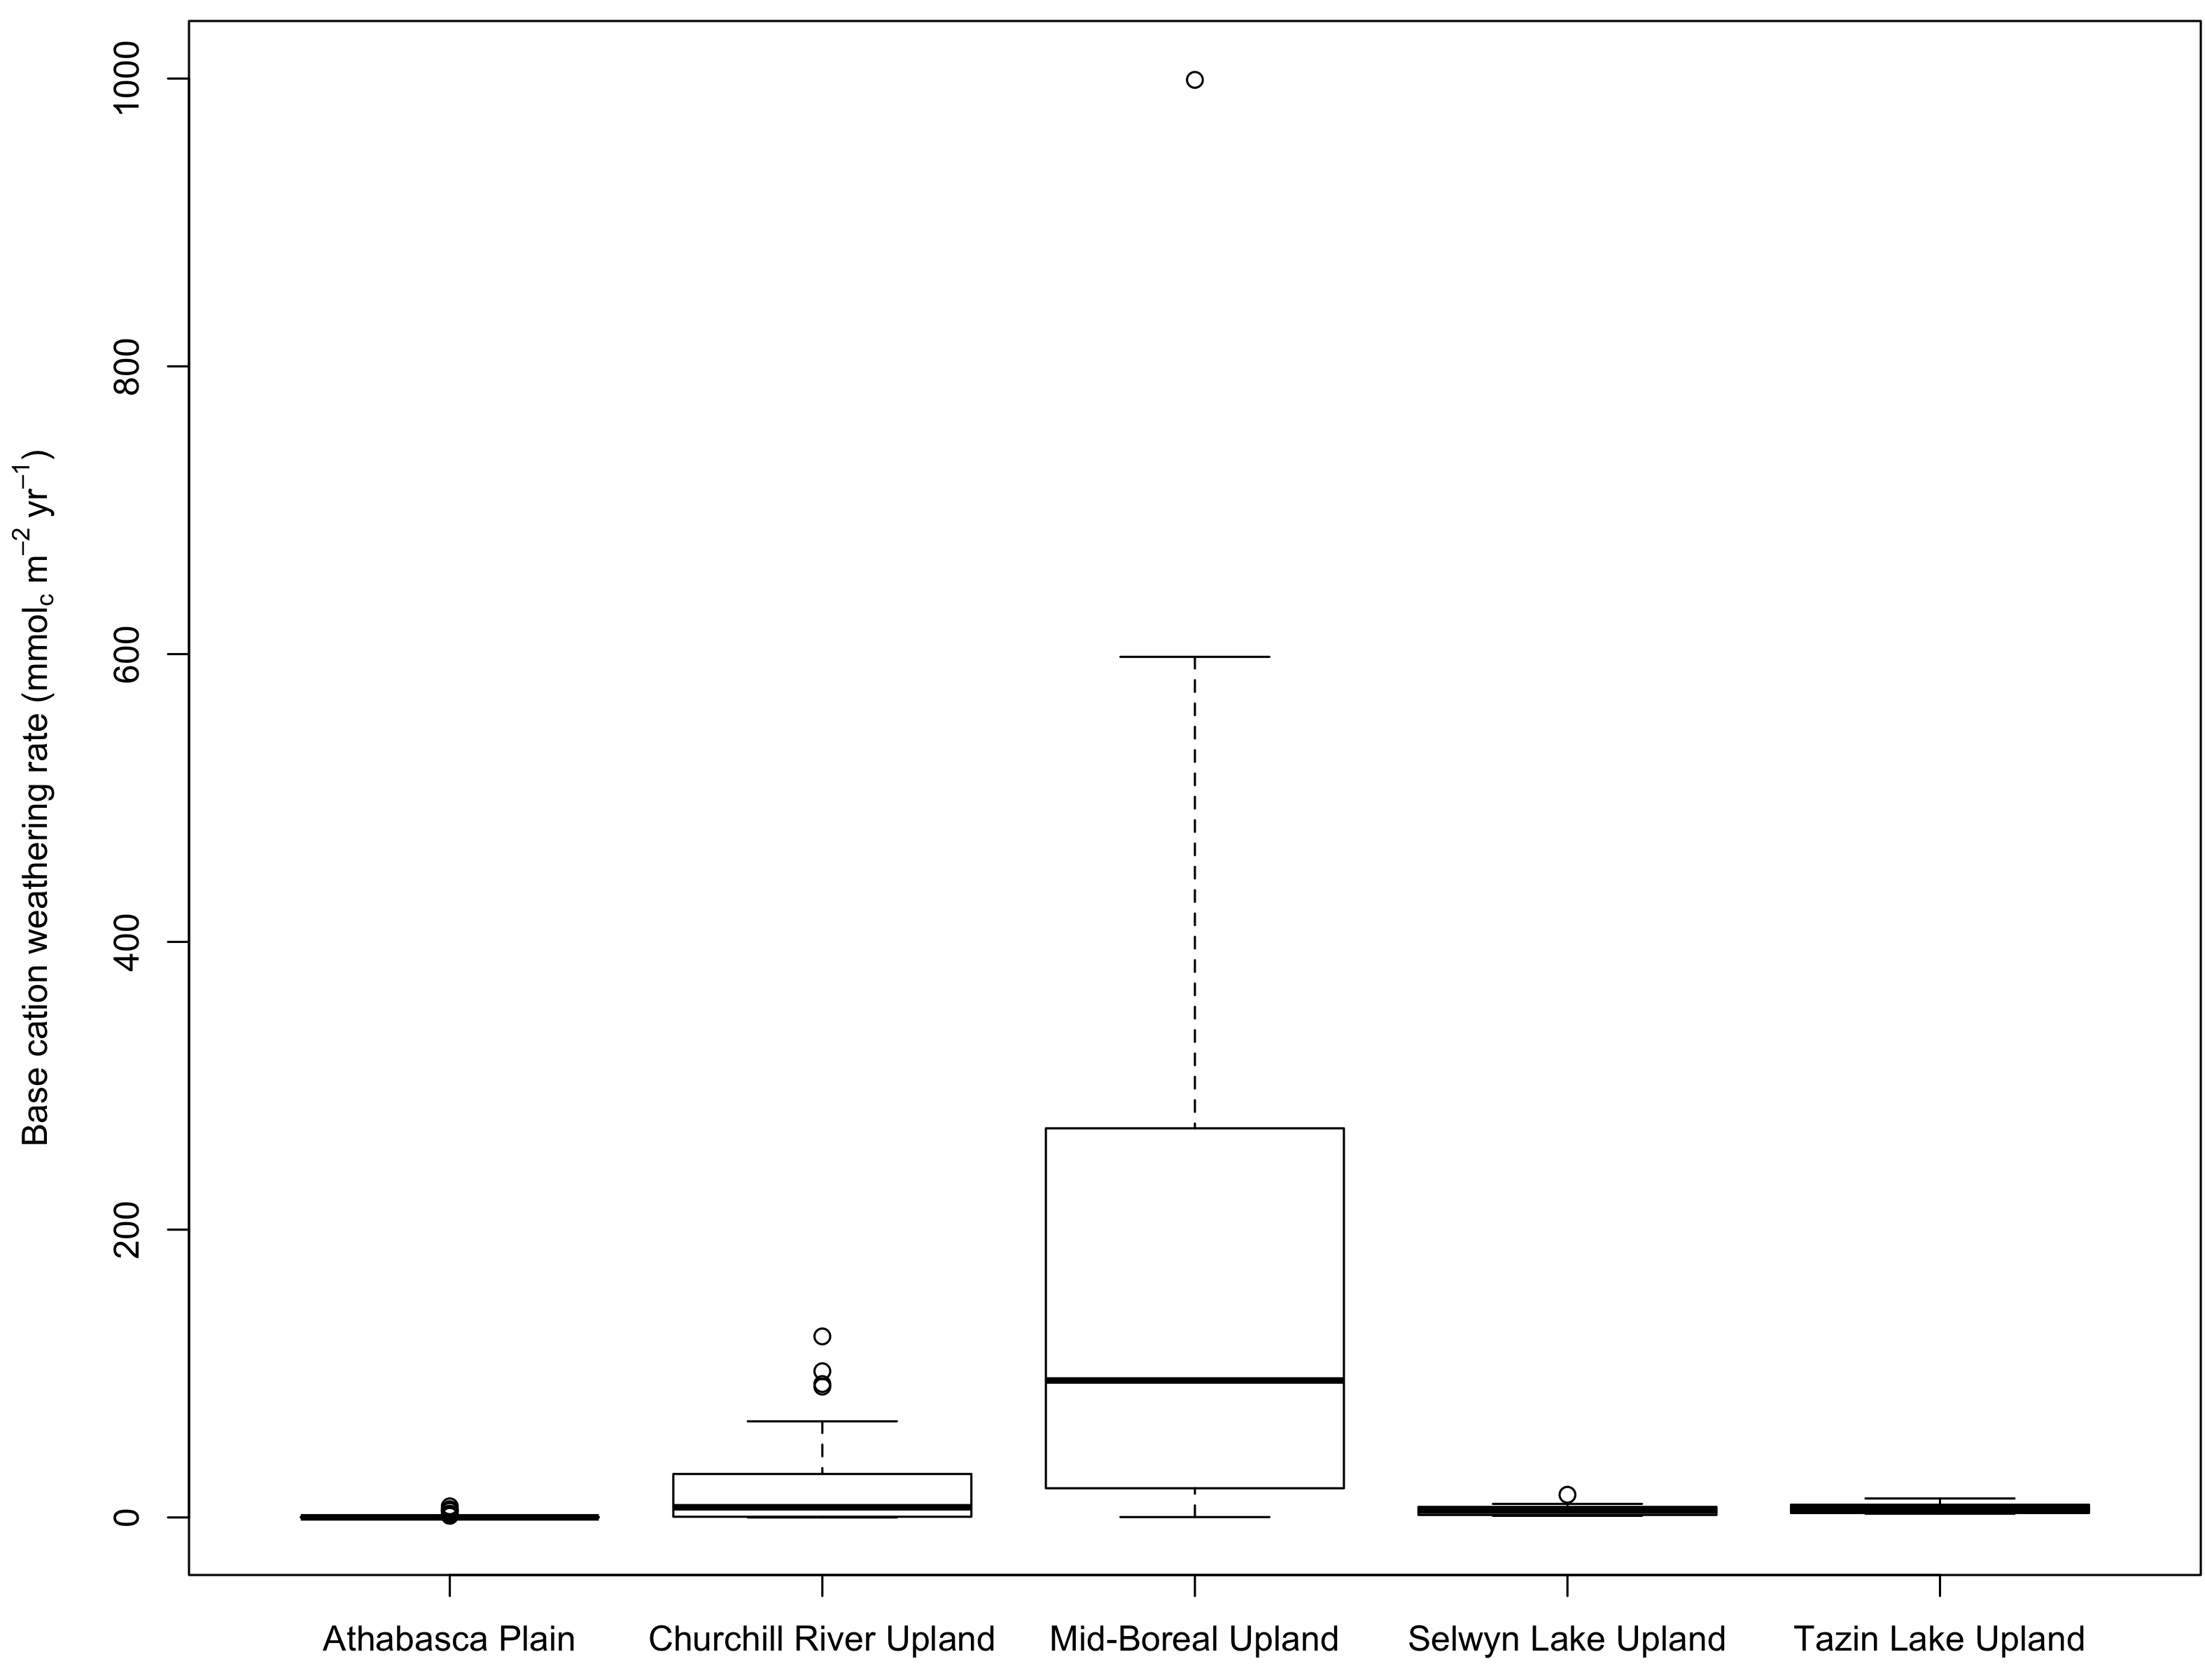 Base cation weathering rate (mmol_c m^−2 yr^−1)
1000
800
600
400
200
0
Athabasca Plain
Churchill River Upland
Mid-Boreal Upland
Selwyn Lake Upland
Tazin Lake Upland